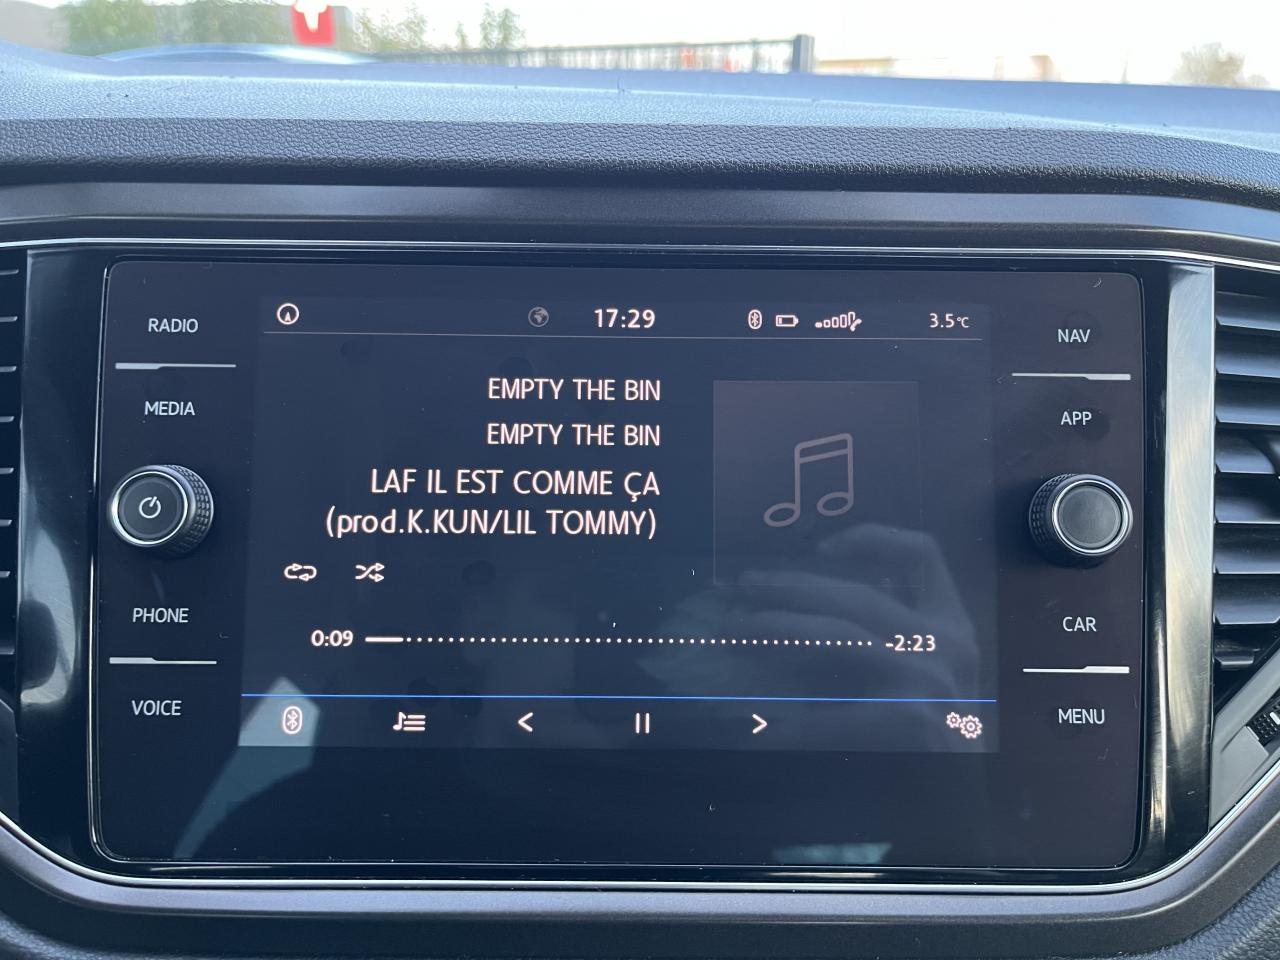 17:29
3.5°C
RADIO
MEDIA
PHONE
VOICE
EMPTY THE BIN
EMPTY THE BIN
LAF IL EST COMME ÇA
(prod.K.KUN/LIL TOMMY)
0:09
-2:23
NAV
APP
CAR
MENU